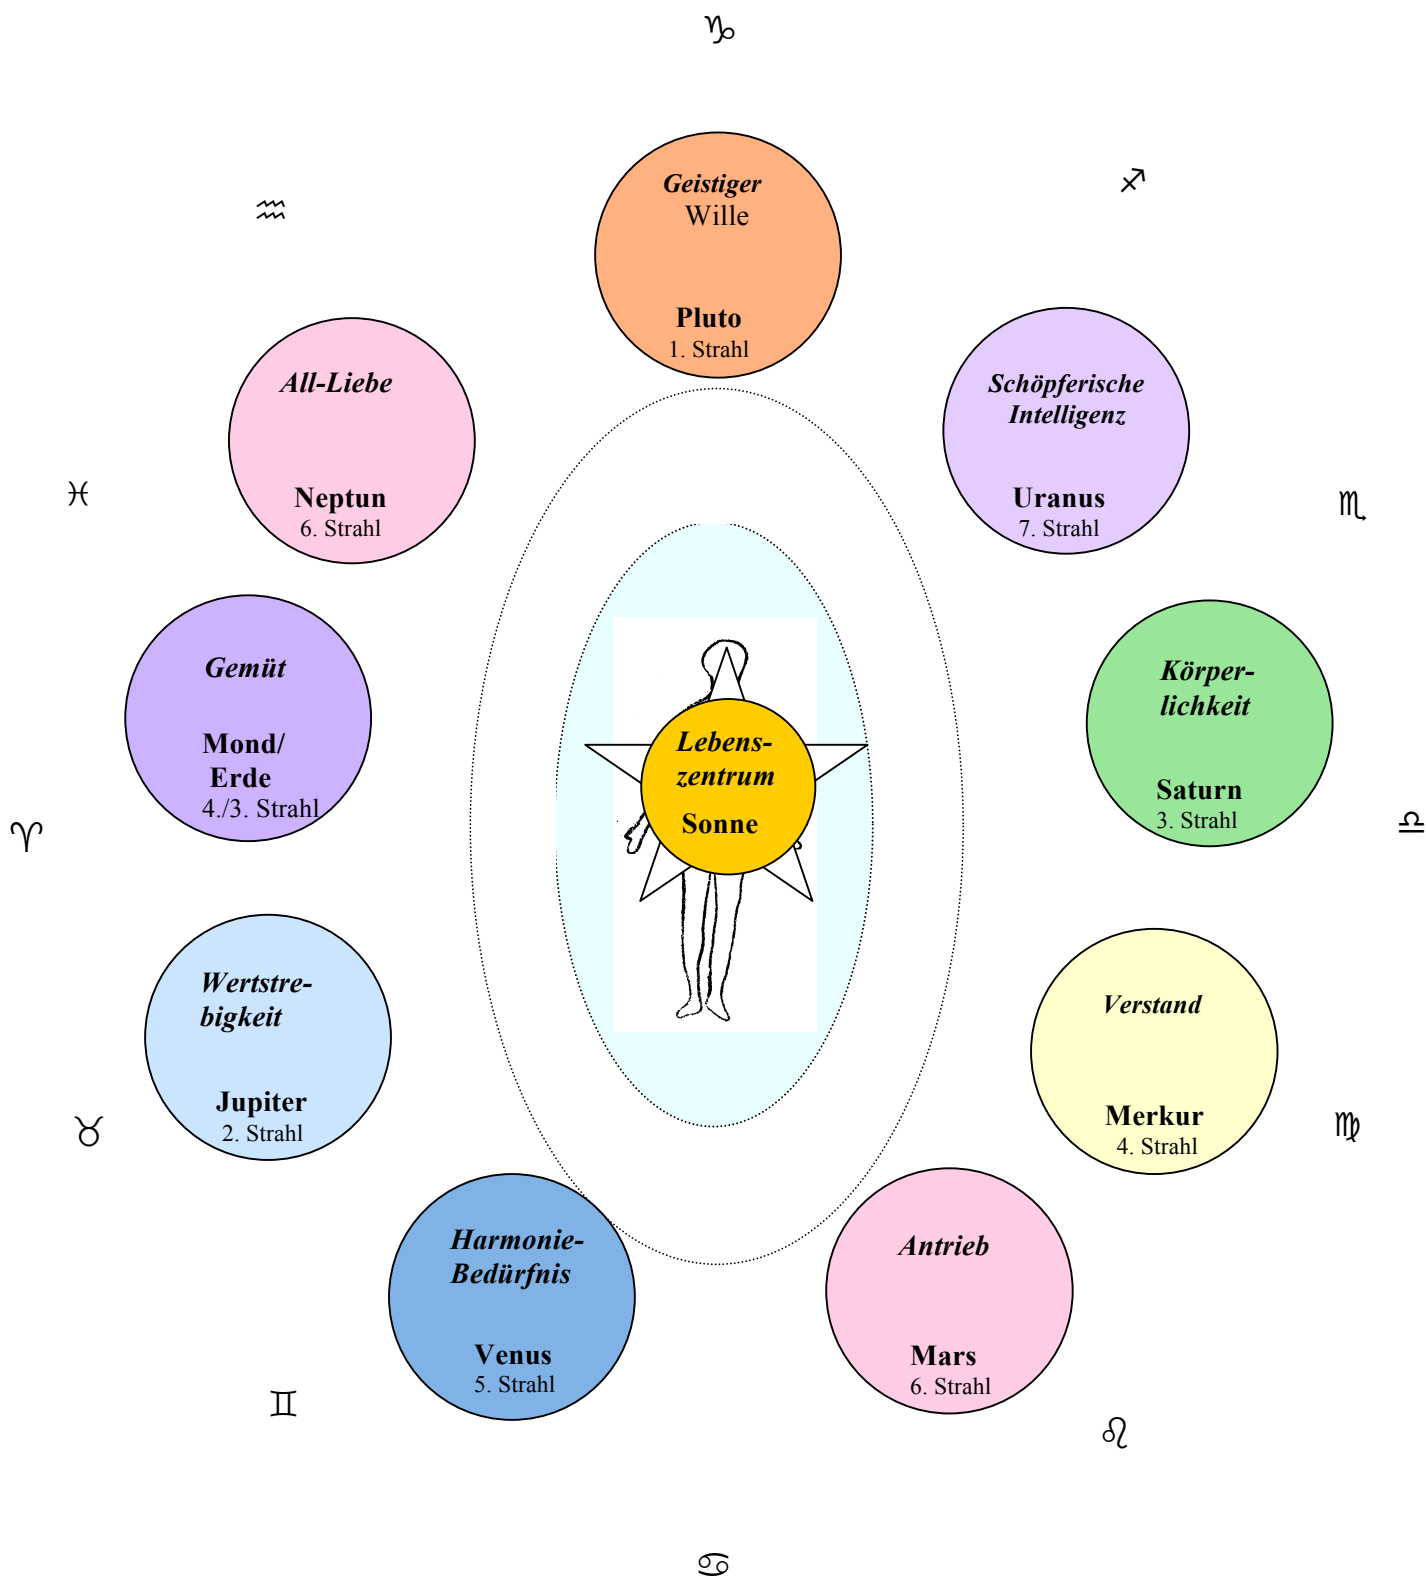 ♑
♐
♒
Geistiger
Wille
Pluto
1. Strahl
All-Liebe
Neptun
6. Strahl
Schöpferische
Intelligenz
Uranus
7. Strahl
♓
♏
Gemüt
Mond/
Erde
4./3. Strahl
Lebens-
zentrum
Sonne
Körper-
lichkeit
Saturn
3. Strahl
♈
♎
Wertstre-
bigkeit
Jupiter
2. Strahl
Verstand
Merkur
4. Strahl
♉
♍
Harmonie-
Bedürfnis
Venus
5. Strahl
Antrieb
Mars
6. Strahl
♊
♌
♋